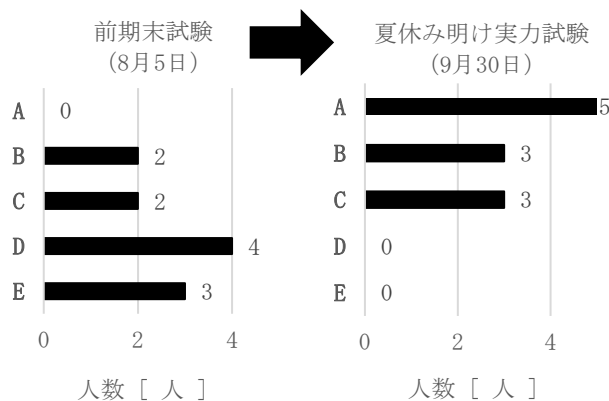 前期末試験
(8月5日)
A 0
B 2
C 2
D 4
E 3
0 2 4
人数 [ 人 ]
夏休み明け実力試験
(9月30日)
A 5
B 3
C 3
D 0
E 0
0 2 4
人数 [ 人 ]